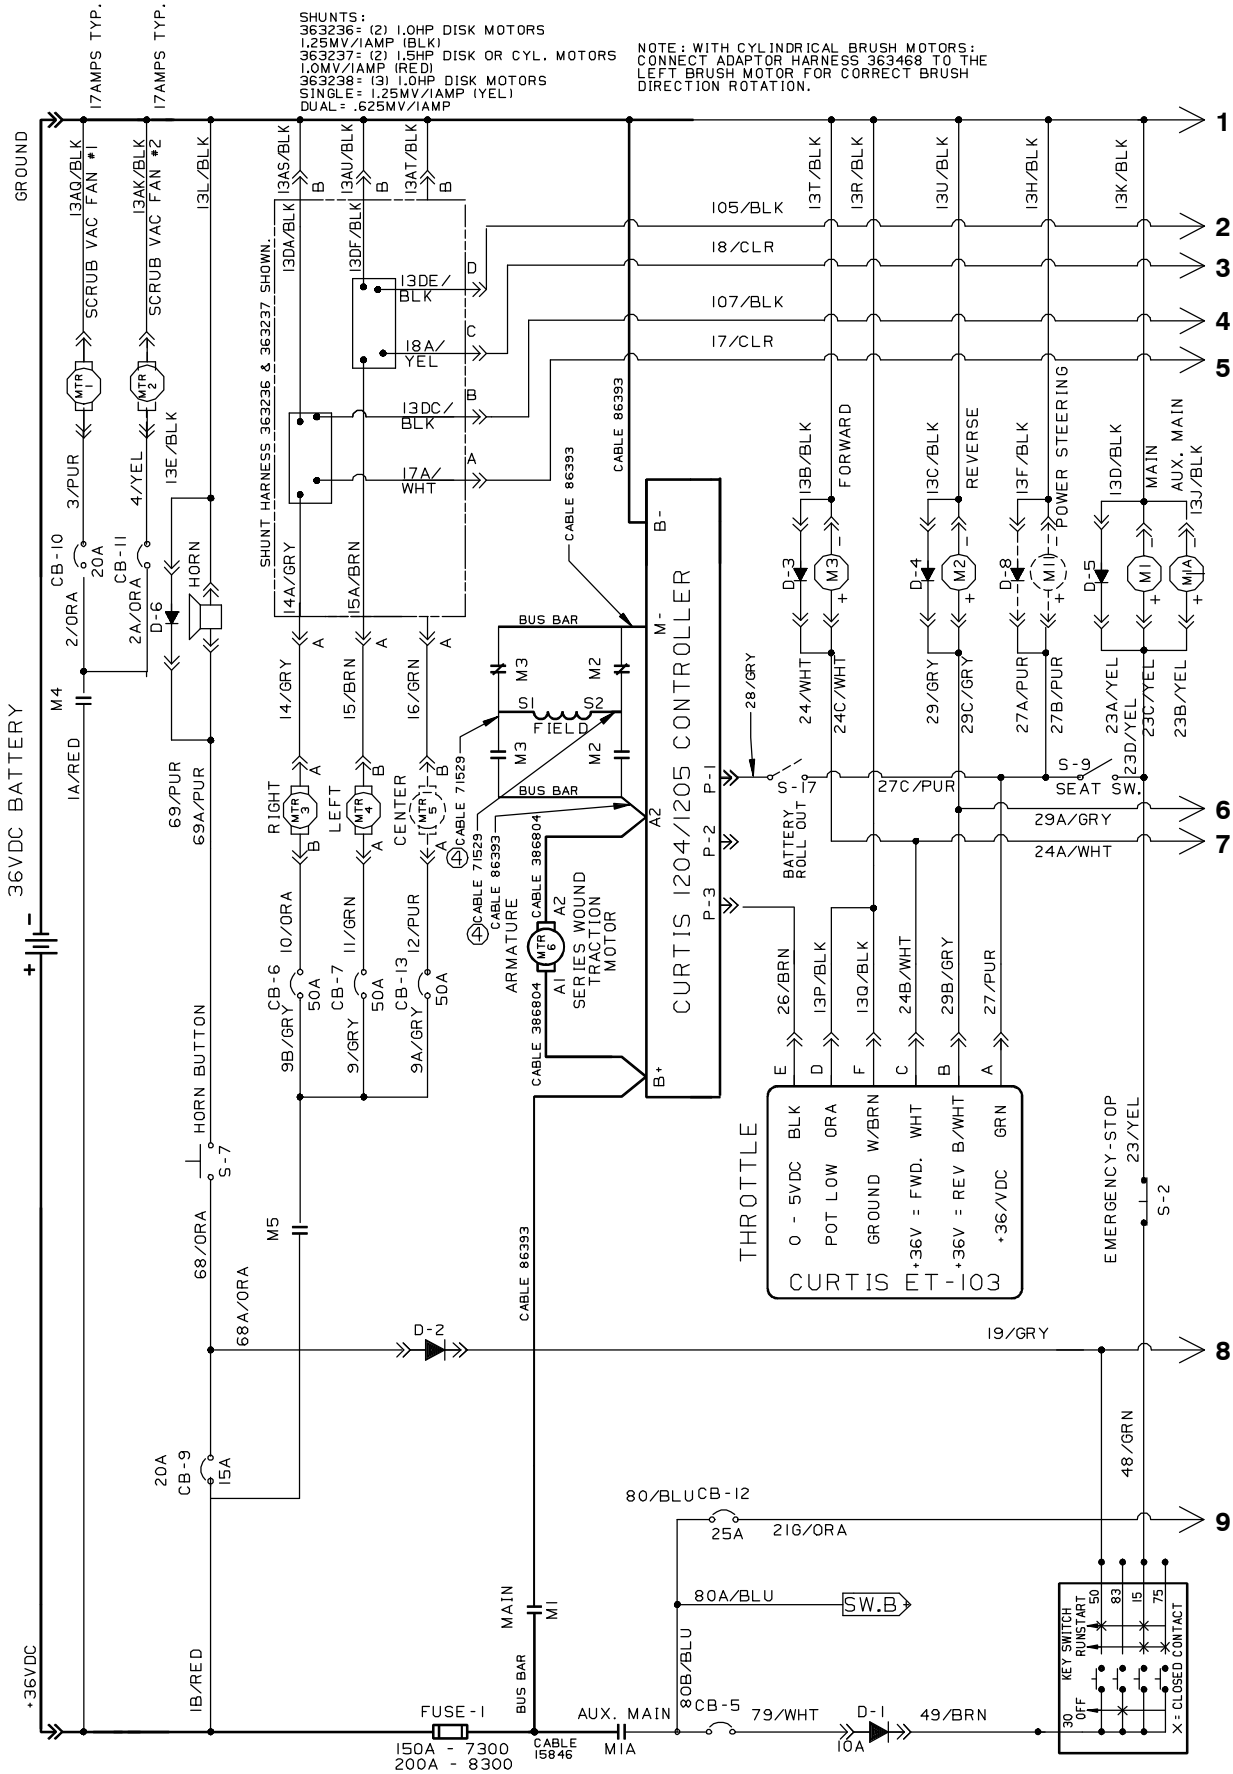 SHUNTS:
363236= (2) 1.0HP DISK MOTORS
1.25MV/1AMP (BLK)
363237= (2) 1.5HP DISK OR CYL. MOTORS
1.0MV/1AMP (RED)
363238= (3) 1.0HP DISK MOTORS
SINGLE= 1.25MV/1AMP (YEL)
DUAL= .625MV/1AMP
NOTE: WITH CYLINDRICAL BRUSH MOTORS:
CONNECT ADAPTOR HARNESS 363468 TO THE
LEFT BRUSH MOTOR FOR CORRECT BRUSH
DIRECTION ROTATION.
17AMPS TYP.
17AMPS TYP.
GROUND
13AQ/BLK
SCRUB VAC FAN #1
13AK/BLK
SCRUB VAC FAN #2
13L/BLK
13AS/BLK
B
13AU/BLK
B
13AT/BLK
B
13T/BLK
13R/BLK
13U/BLK
13H/BLK
13K/BLK
1
105/BLK
2
18/CLR
3
107/BLK
4
17/CLR
5
SHUNT HARNESS 363236 & 363237 SHOWN.
13DA/BLK
13DF/BLK
13DE/
BLK
D
18A/
YEL
C
13DC/
BLK
B
17A/
WHT
A
14A/GRY
15A/BRN
A
A
A
MTR
1
MTR
2
3/PUR
4/YEL
13E/BLK
CB-10
20A
CB-11
2/ORA
2A/ORA
D-6
HORN
M4
1A/RED
69/PUR
69A/PUR
36VDC BATTERY
-
+
14/GRY
15/BRN
16/GRN
A
B
B
RIGHT
MTR
3
LEFT
MTR
4
CENTER
MTR
5
B
A
A
10/ORA
11/GRN
12/PUR
CB-6
50A
CB-7
50A
CB-13
50A
9B/GRY
9/GRY
9A/GRY
CABLE 86393
CABLE 86393
BUS BAR
M3
M2
S1
S2
FIELD
M3
M2
BUS BAR
CABLE 71529
4
CABLE 71529
4
CABLE 86393
CABLE 386804
ARMATURE
A2
MTR
6
A1
SERIES WOUND
TRACTION
MOTOR
CABLE 386804
B-
M-
A2
B+
CURTIS 1204/1205 CONTROLLER
P-1
P-2
P-3
28/GRY
S-17
BATTERY
ROLL OUT
13B/BLK
FORWARD
D-3
M3
-
+
24/WHT
24C/WHT
13C/BLK
REVERSE
D-4
M2
-
+
29/GRY
29C/GRY
13F/BLK
POWER STEERING
D-8
M11
-
+
27A/PUR
27B/PUR
13D/BLK
MAIN
AUX. MAIN
13J/BLK
D-5
M1
-
+
M1A
-
+
23A/YEL
23D/YEL
23C/YEL
23B/YEL
27C/PUR
S-9
SEAT SW.
29A/GRY
6
24A/WHT
7
26/BRN
13P/BLK
13Q/BLK
24B/WHT
29B/GRY
27/PUR
E
D
F
C
B
A
THROTTLE
0 - 5VDC BLK
POT LOW ORA
GROUND W/BRN
+36V = FWD. WHT
+36V = REV B/WHT
+36/VDC GRN
CURTIS ET-103
EMERGENCY-STOP
23/YEL
S-2
HORN BUTTON
S-7
68/ORA
68A/ORA
M5
D-2
19/GRY
8
CABLE 86393
20A
CB-9
15A
48/GRN
80/BLU
CB-12
25A
21G/ORA
9
80A/BLU
SW.B+
80B/BLU
MAIN
M1
BUS BAR
+36VDC
1B/RED
FUSE-1
150A - 7300
200A - 8300
CABLE
15846
AUX. MAIN
M1A
CB-5
79/WHT
D-1
10A
49/BRN
KEY SWITCH
30
OFF
RUN
START
50
83
15
75
X = CLOSED CONTACT